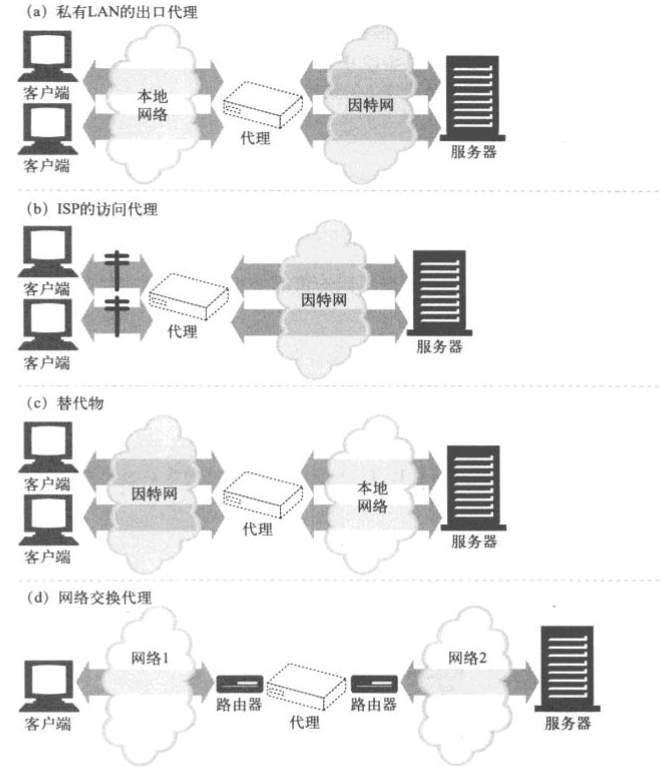 (a) 私有LAN的出口代理
客户端
客户端
本地
网络
代理
因特网
服务器
(b) ISP的访问代理
客户端
客户端
代理
因特网
服务器
(c) 替代物
客户端
客户端
因特网
代理
本地
网络
服务器
(d) 网络交换代理
客户端
网络1
路由器
代理
路由器
网络2
服务器